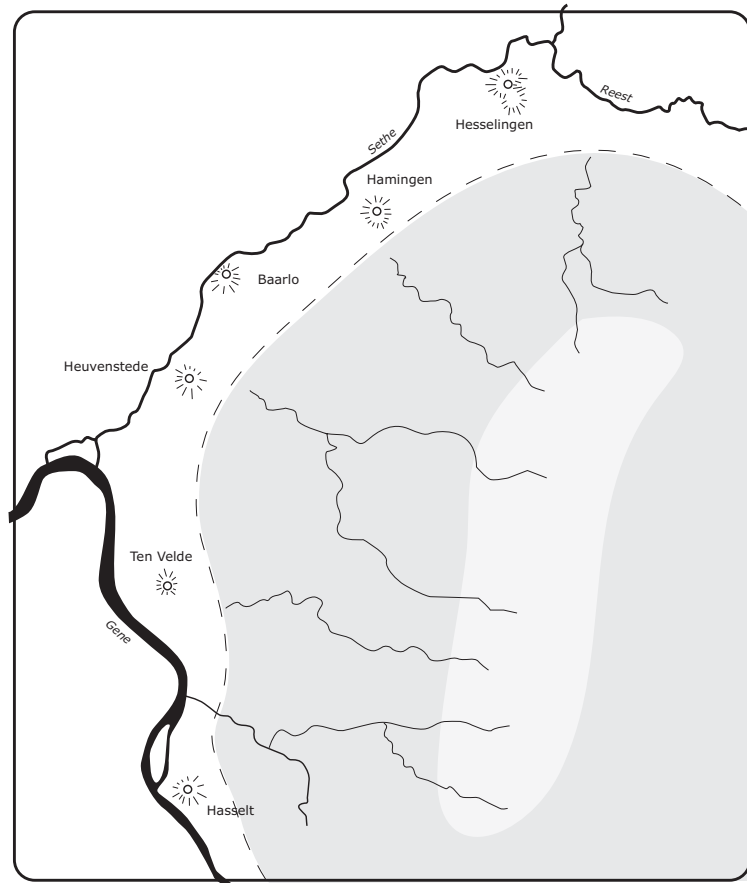 Reest
Hesselingen
Sethe
Hamingen
Baarlo
Heuvenstede
Ten Velde
Gene
Hasselt